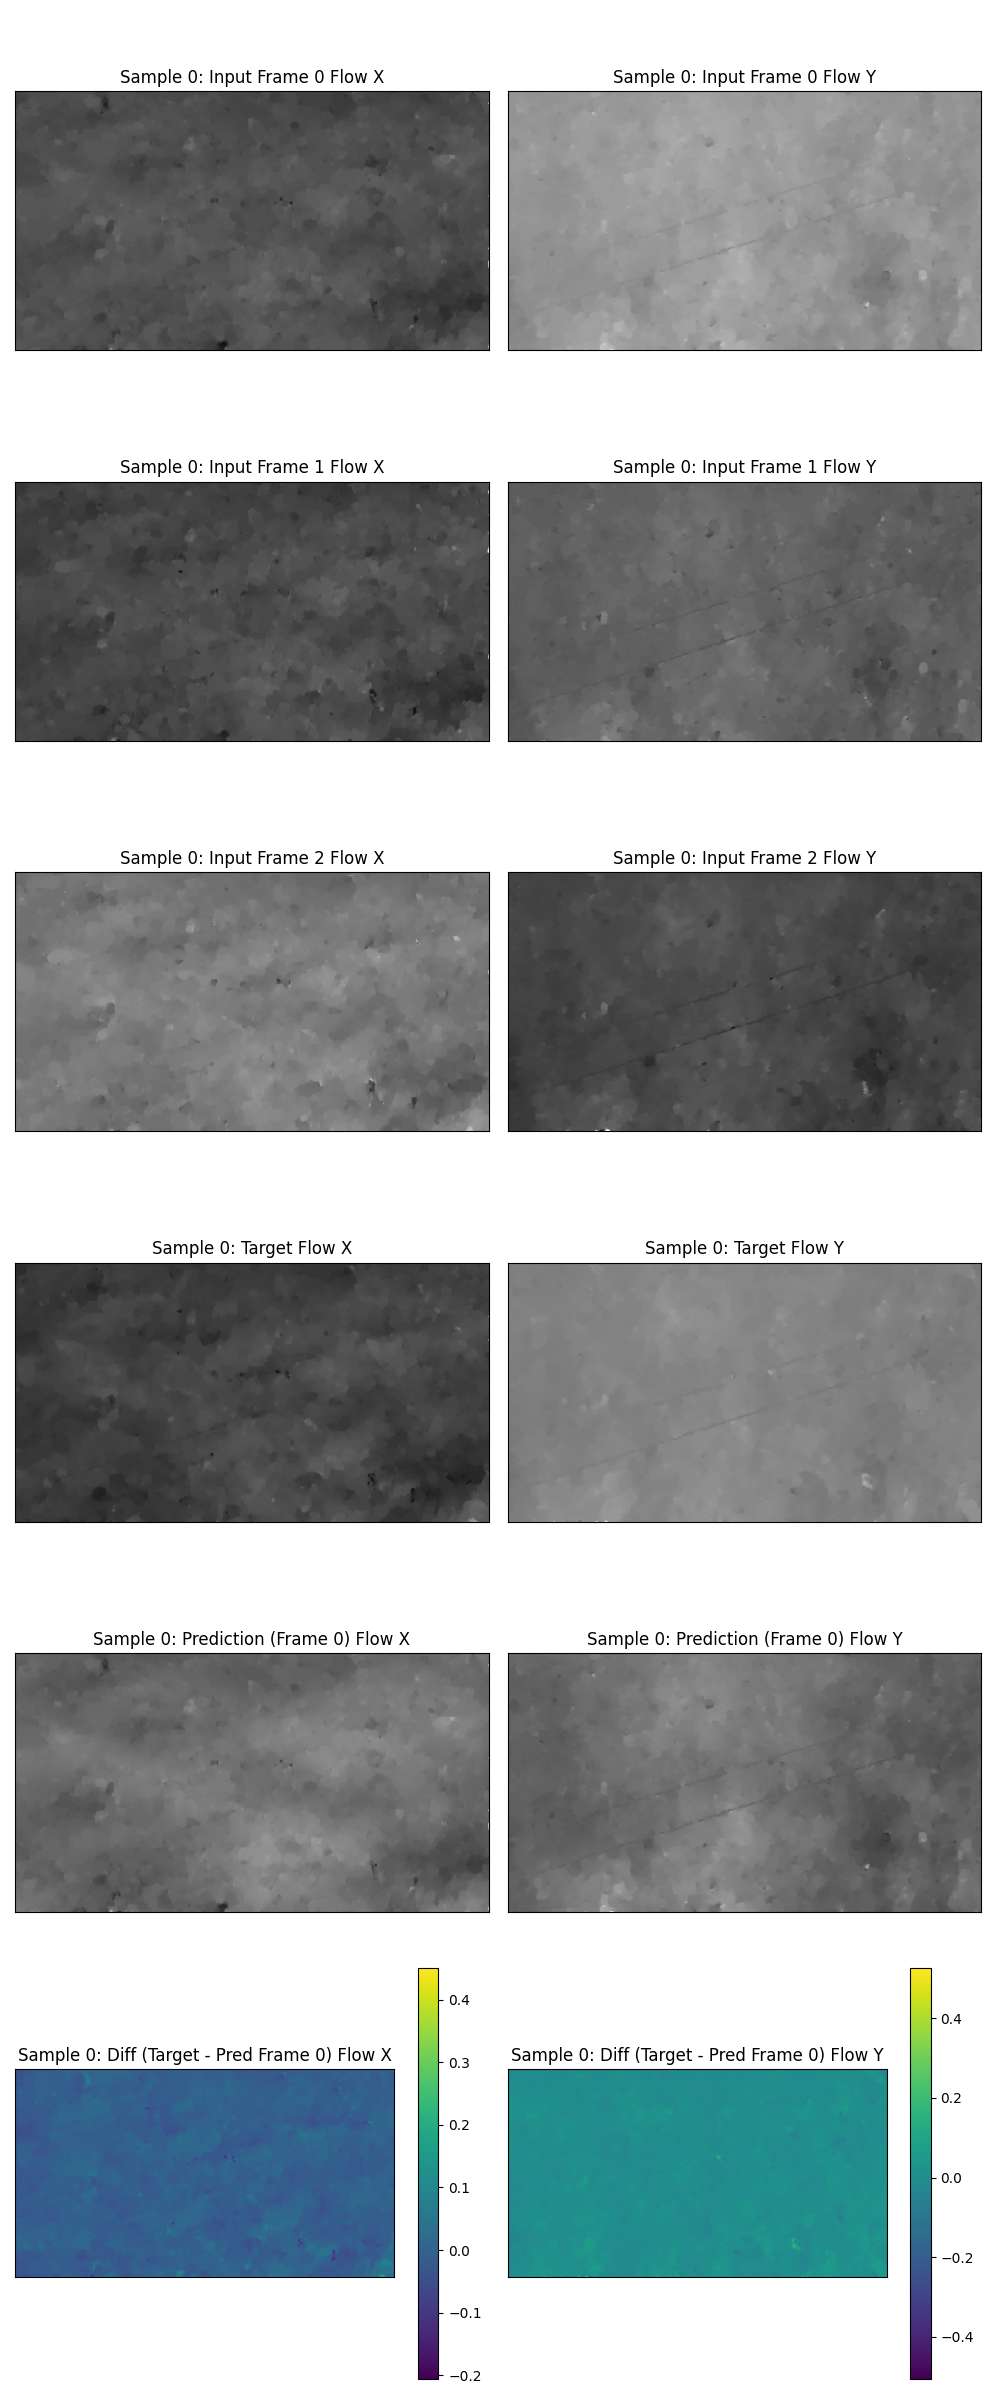 Sample 0: Input Frame 0 Flow X
Sample 0: Input Frame 0 Flow Y
Sample 0: Input Frame 1 Flow X
Sample 0: Input Frame 1 Flow Y
Sample 0: Input Frame 2 Flow X
Sample 0: Input Frame 2 Flow Y
Sample 0: Target Flow X
Sample 0: Target Flow Y
Sample 0: Prediction (Frame 0) Flow X
Sample 0: Prediction (Frame 0) Flow Y
Sample 0: Diff (Target - Pred Frame 0) Flow X
0.4
0.3
0.2
0.1
0.0
−0.1
−0.2
Sample 0: Diff (Target - Pred Frame 0) Flow Y
0.4
0.2
0.0
−0.2
−0.4